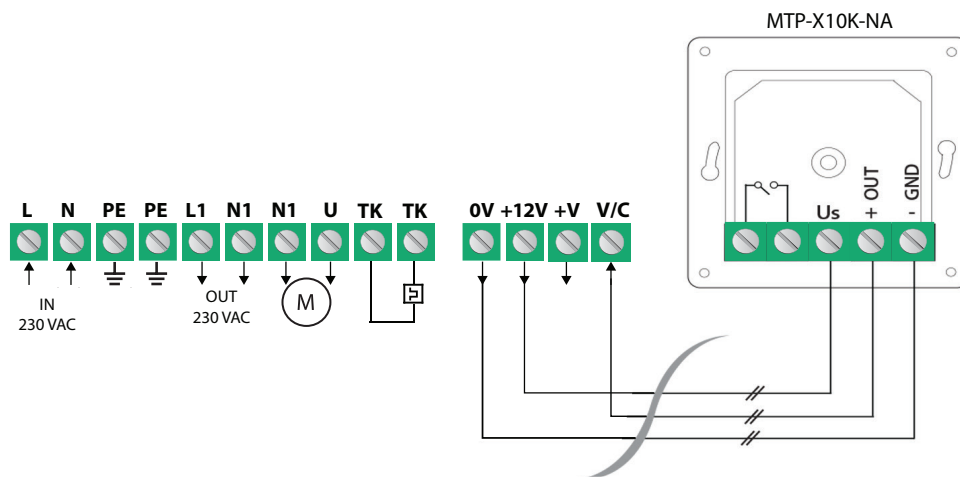 MTP-X10K-NA
L N PE PE L1 N1 N1 U TK TK
0V +12V +V V/C
Us
+ OUT
- GND
IN
230 VAC
OUT
230 VAC
M